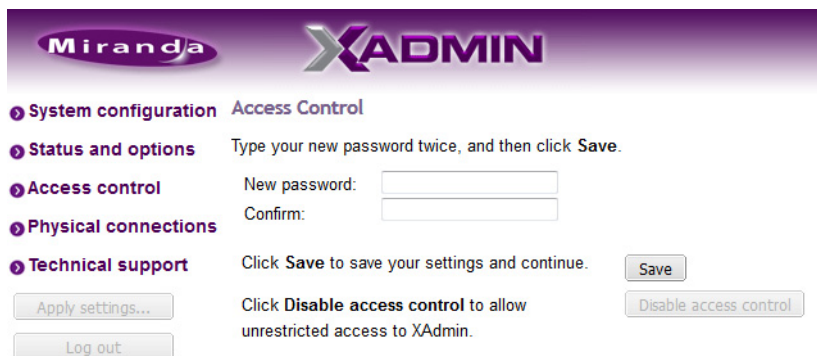 Miranda
XADMIN
System configuration
Status and options
Access control
Physical connections
Technical support
Apply settings...
Log out
Access Control
Type your new password twice, and then click Save.
New password:
Confirm:
Click Save to save your settings and continue.
Save
Click Disable access control to allow
unrestricted access to XAdmin.
Disable access control